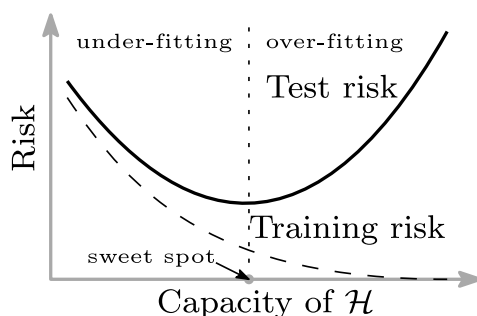 under-fitting
over-fitting
Test risk
Risk
Training risk
sweet spot
Capacity of ℋ